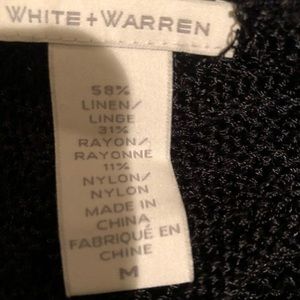 WHITE + WARREN
58%
LINEN/
LINGE
31%
RAYON/
RAYONNE
11%
NYLON/
NYLON
MADE IN
CHINA
FABRIQUÉ EN
CHINE
M